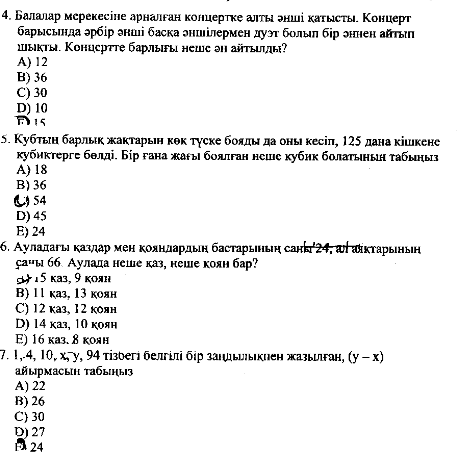 4. Балалар мерекесіне арналған концертке алты әнші қатысты. Концерт
барысында әрбір әнші басқа әншілермен дуэт болып бір әннен айтып
шықты. Концертте барлығы неше ән айтылды?
A) 12
B) 36
C) 30
D) 10
E) 15
5. Кубтың барлық жақтарын көк түске бояды да оны кесіп, 125 дана кішкене
кубиктерге бөлді. Бір ғана жағы боялған неше кубик болатынын табыңыз
A) 18
B) 36
C) 54
D) 45
E) 24
6. Ауладағы қаздар мен қояндардың бастарының саны 24, ал аяқтарының
саны 66. Аулада неше қаз, неше қоян бар?
A) 15 қаз, 9 қоян
B) 11 қаз, 13 қоян
C) 12 қаз, 12 қоян
D) 14 қаз, 10 қоян
E) 16 қаз, 8 қоян
7. 1, 4, 10, x, y, 94 тізбегі белгілі бір заңдылықпен жазылған, (y – x)
айырмасын табыңыз
A) 22
B) 26
C) 30
D) 27
E) 24